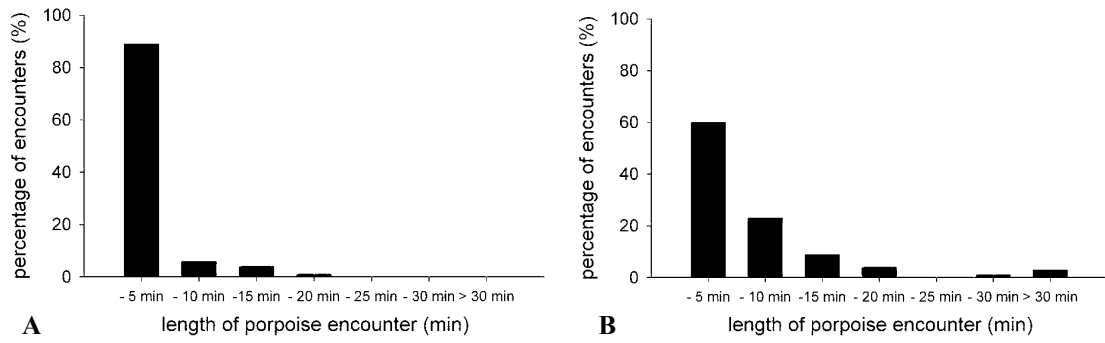 percentage of encounters (%)
100
80
60
40
20
0
- 5 min - 10 min -15 min - 20 min -25 min - 30 min > 30 min
length of porpoise encounter (min)
A
percentage of encounters (%)
100
80
60
40
20
0
- 5 min - 10 min -15 min - 20 min -25 min - 30 min > 30 min
length of porpoise encounter (min)
B